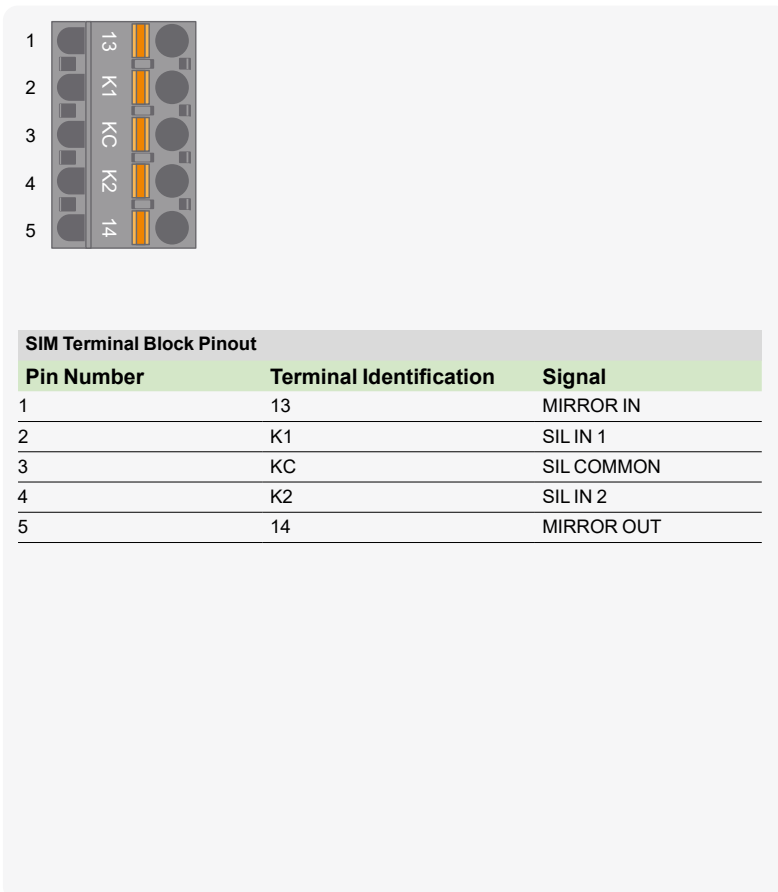 1 13
2 K1
3 KC
4 K2
5 14
SIM Terminal Block Pinout
Pin Number Terminal Identification Signal
1 13 MIRROR IN
2 K1 SIL IN 1
3 KC SIL COMMON
4 K2 SIL IN 2
5 14 MIRROR OUT